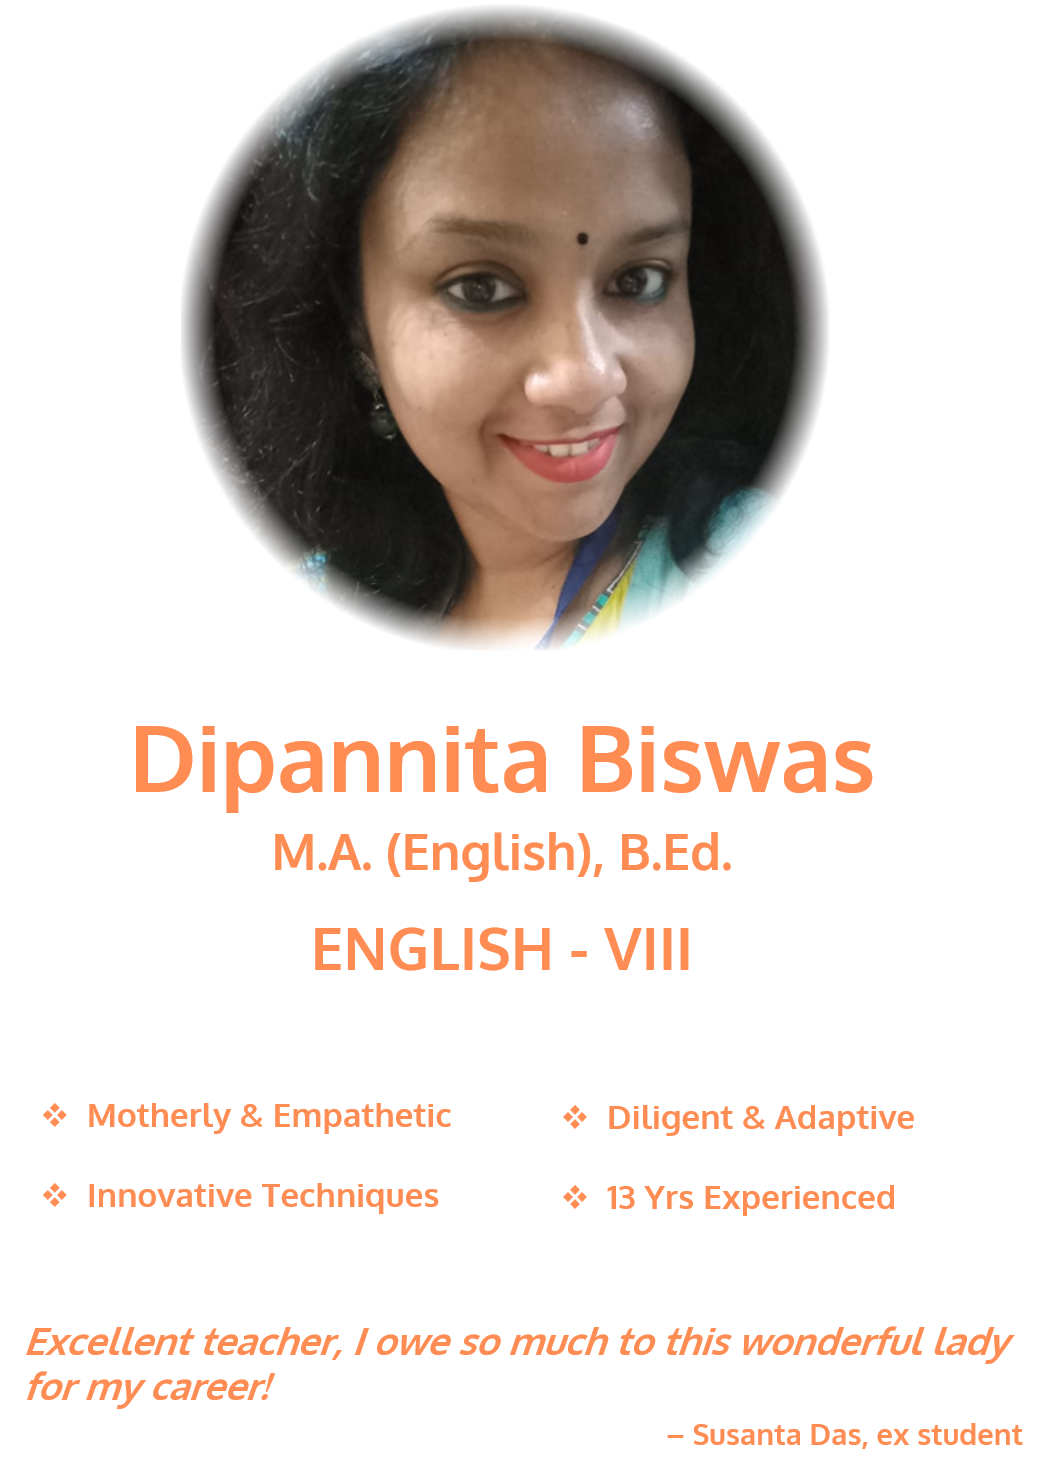 Dipannita Biswas
M.A. (English), B.Ed.
ENGLISH - VIII
❖ Motherly & Empathetic
❖ Diligent & Adaptive
❖ Innovative Techniques
❖ 13 Yrs Experienced
Excellent teacher, I owe so much to this wonderful lady
for my career!
– Susanta Das, ex student